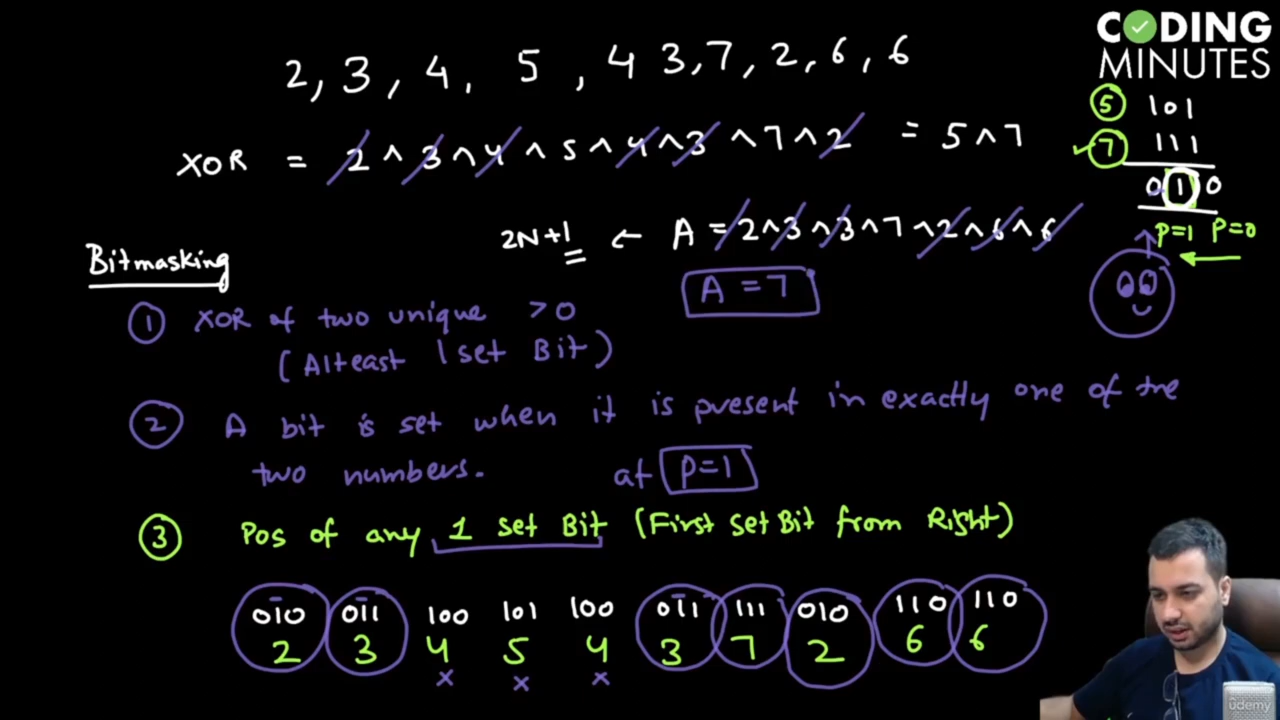 CODING
MINUTES
2, 3, 4, 5, 4 3, 7, 2, 6, 6
5 101
7 111
010
P=1 P=0
XOR = 2 ^ 3 ^ 4 ^ 5 ^ 4 ^ 3 ^ 7 ^ 2 = 5 ^ 7
2N+1 ← A = 2 ^ 3 ^ 3 ^ 7 ^ 2 ^ 6 ^ 6
A = 7
Bitmasking
1 XOR of two unique > 0
(Atleast 1 set Bit)
2 A bit is set when it is present in exactly one of the
two numbers. at P=1
3 Pos of any 1 set Bit (First Set Bit from Right)
010 011 100 101 100 011 111 010 110 110
2 3 4 5 4 3 7 2 6 6
x x x
udemy